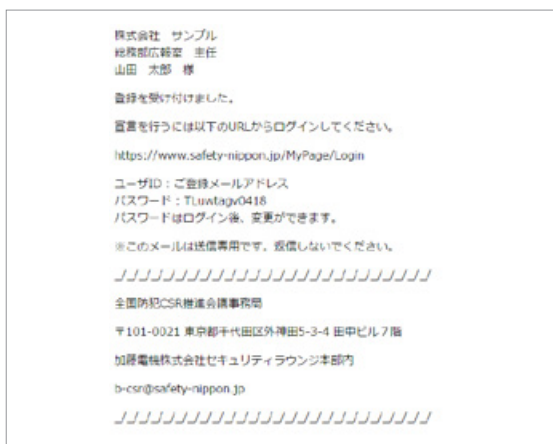 株式会社　サンプル
総務部広報室　主任
山田　太郎　様
登録を受け付けました。
宣言を行うには以下のURLからログインしてください。
https://www.safety-nippon.jp/MyPage/Login
ユーザID：ご登録メールアドレス
パスワード：TLuwtagv0418
パスワードはログイン後、変更ができます。
※このメールは送信専用です、返信しないでください。
_/_/_/_/_/_/_/_/_/_/_/_/_/_/_/_/_/_/_/_/_/_/_/_/_/_/
全国防犯CSR推進会議事務局
〒101-0021 東京都千代田区外神田5-3-4 田中ビル７階
加藤電機株式会社セキュリティラウンジ本部内
b-csr@safety-nippon.jp
_/_/_/_/_/_/_/_/_/_/_/_/_/_/_/_/_/_/_/_/_/_/_/_/_/_/